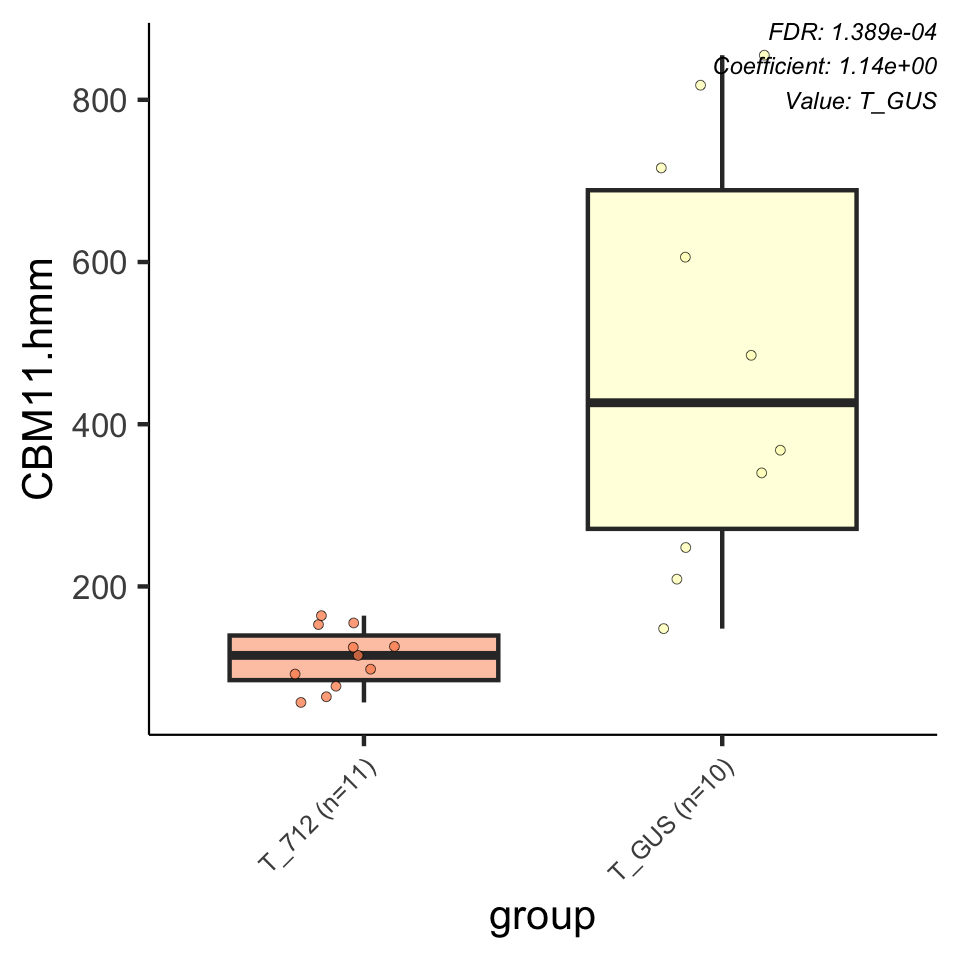 FDR: 1.389e-04
Coefficient: 1.14e+00
Value: T_GUS
800
600
400
200
CBM11.hmm
T_712 (n=11)
T_GUS (n=10)
group